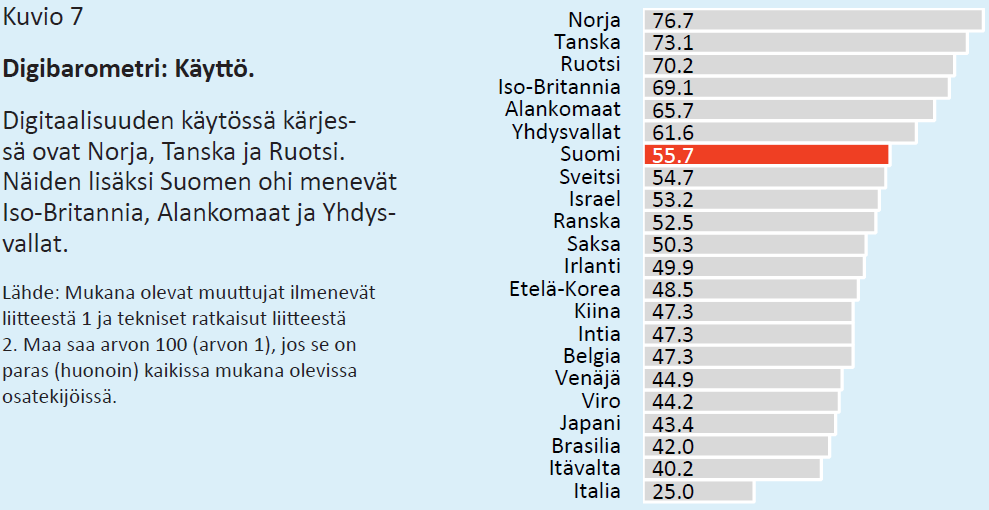 Kuvio 7
Digibarometri: Käyttö.
Digitaalisuuden käytössä kärjes-
sä ovat Norja, Tanska ja Ruotsi.
Näiden lisäksi Suomen ohi menevät
Iso-Britannia, Alankomaat ja Yhdys-
vallat.
Lähde: Mukana olevat muuttujat ilmenevät
liitteestä 1 ja tekniset ratkaisut liitteestä
2. Maa saa arvon 100 (arvon 1), jos se on
paras (huonoin) kaikissa mukana olevissa
osatekijöissä.
Norja 76.7
Tanska 73.1
Ruotsi 70.2
Iso-Britannia 69.1
Alankomaat 65.7
Yhdysvallat 61.6
Suomi 55.7
Sveitsi 54.7
Israel 53.2
Ranska 52.5
Saksa 50.3
Irlanti 49.9
Etelä-Korea 48.5
Kiina 47.3
Intia 47.3
Belgia 47.3
Venäjä 44.9
Viro 44.2
Japani 43.4
Brasilia 42.0
Itävalta 40.2
Italia 25.0